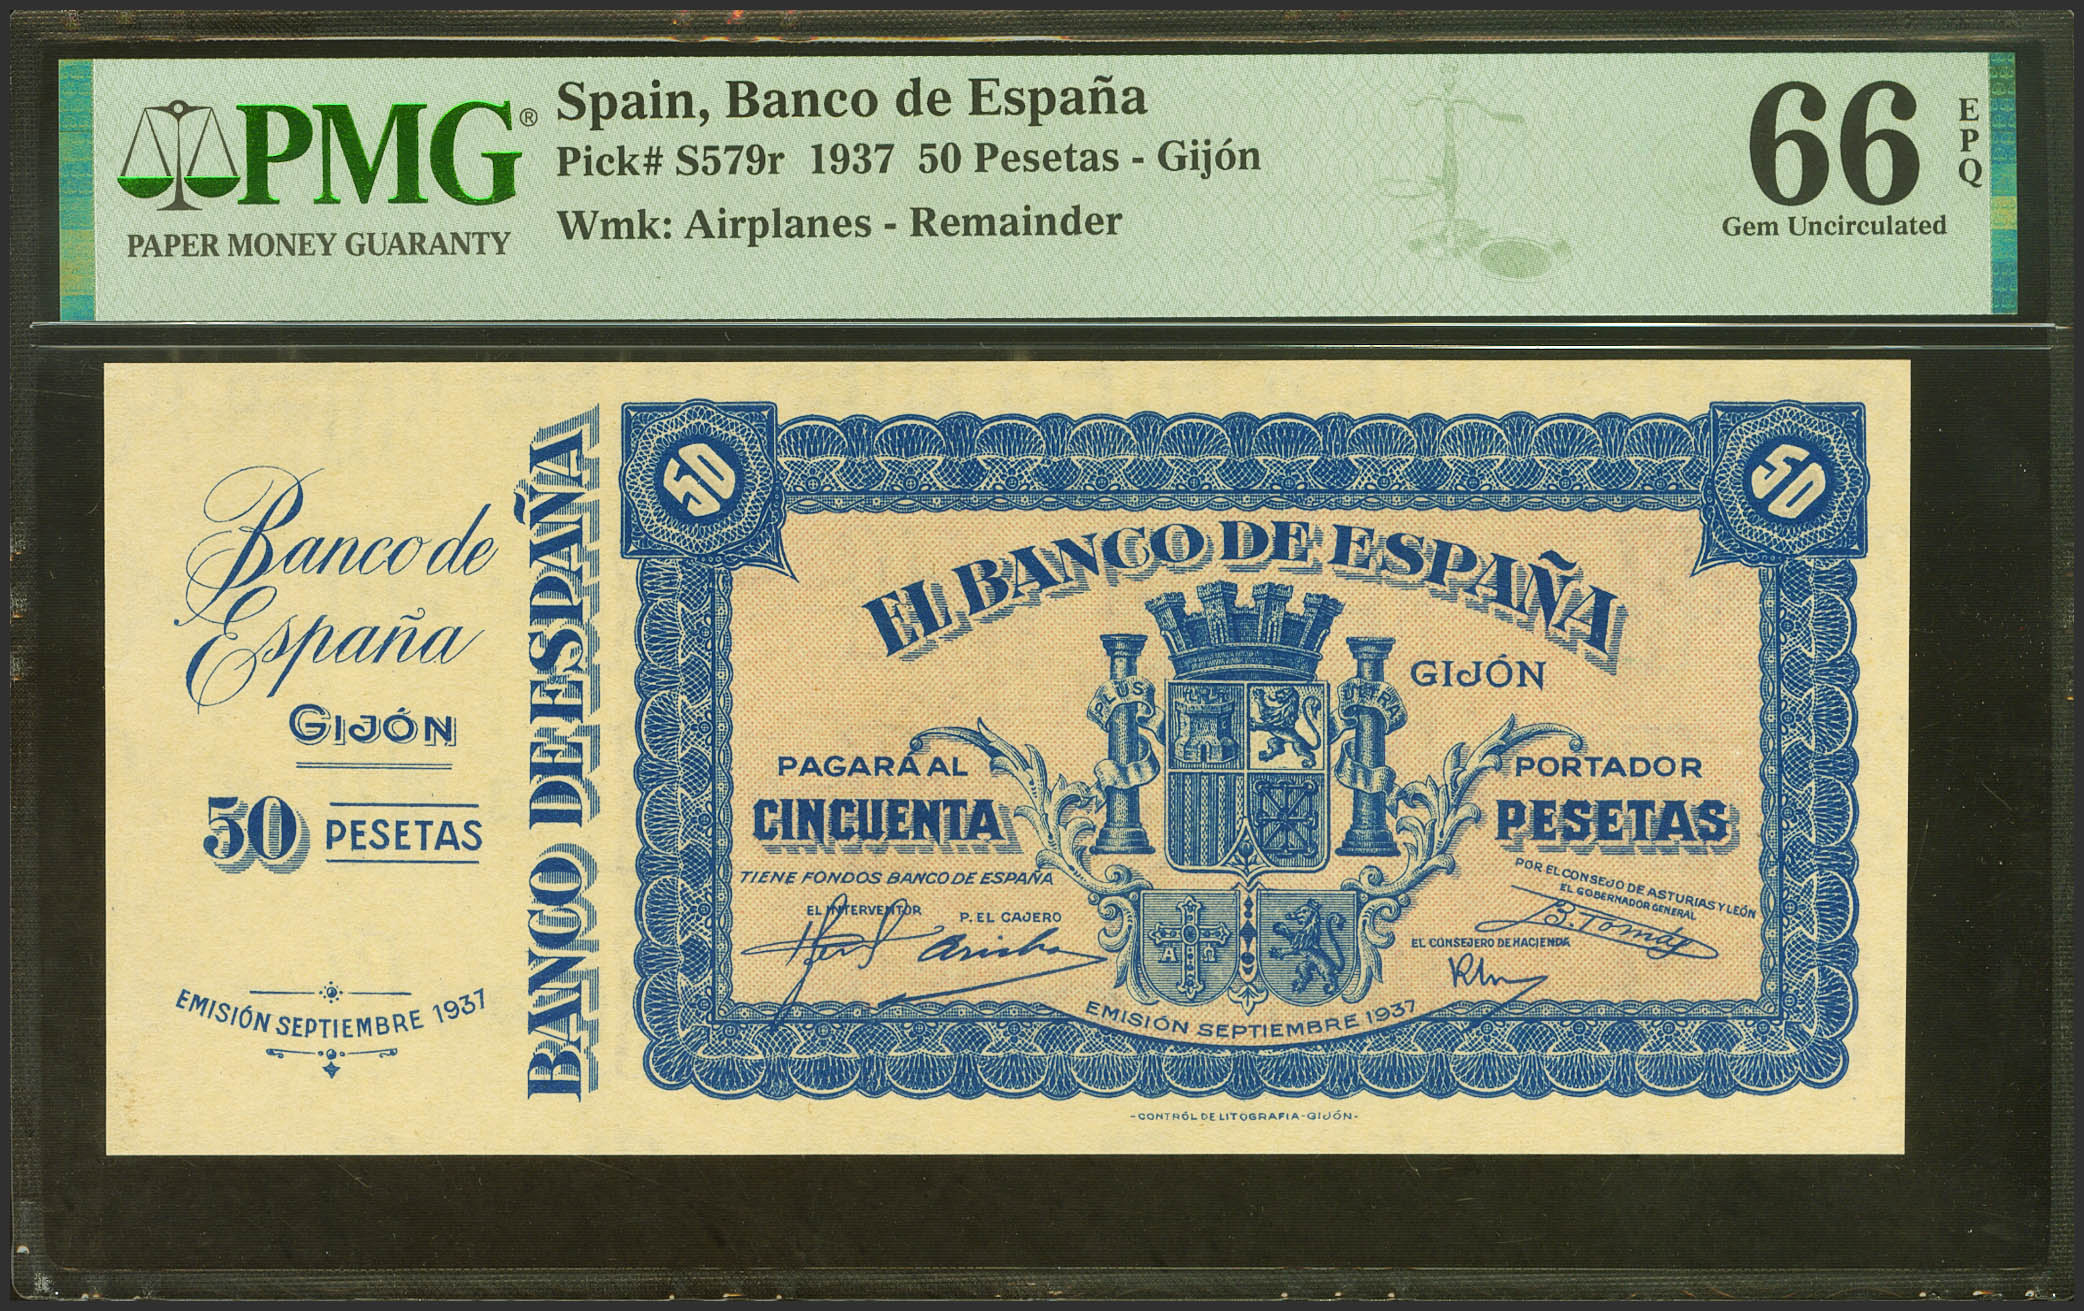 PMG®
PAPER MONEY GUARANTY
Spain, Banco de España
Pick# S579r 1937 50 Pesetas - Gijón
Wmk: Airplanes - Remainder
66
EPQ
Gem Uncirculated
Banco de
España
GIJÓN
50 PESETAS
EMISIÓN SEPTIEMBRE 1937
BANCO DE ESPAÑA
50
50
EL BANCO DE ESPAÑA
GIJÓN
PLUS
ULTRA
PAGARÁ AL
PORTADOR
CINCUENTA
PESETAS
TIENE FONDOS BANCO DE ESPAÑA
EL INTERVENTOR
P. EL CAJERO
POR EL CONSEJO DE ASTURIAS Y LEÓN
EL GOBERNADOR GENERAL
B. Tomás
EL CONSEJERO DE HACIENDA
Α Ω
EMISIÓN SEPTIEMBRE 1937
-CONTRÓL DE LITOGRAFIA-GIJÓN-